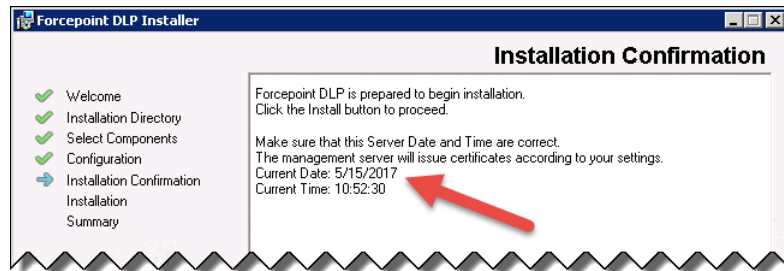 Forcepoint DLP Installer
Installation Confirmation
Welcome
Installation Directory
Select Components
Configuration
Installation Confirmation
Installation
Summary
Forcepoint DLP is prepared to begin installation.
Click the Install button to proceed.
Make sure that this Server Date and Time are correct.
The management server will issue certificates according to your settings.
Current Date: 5/15/2017
Current Time: 10:52:30